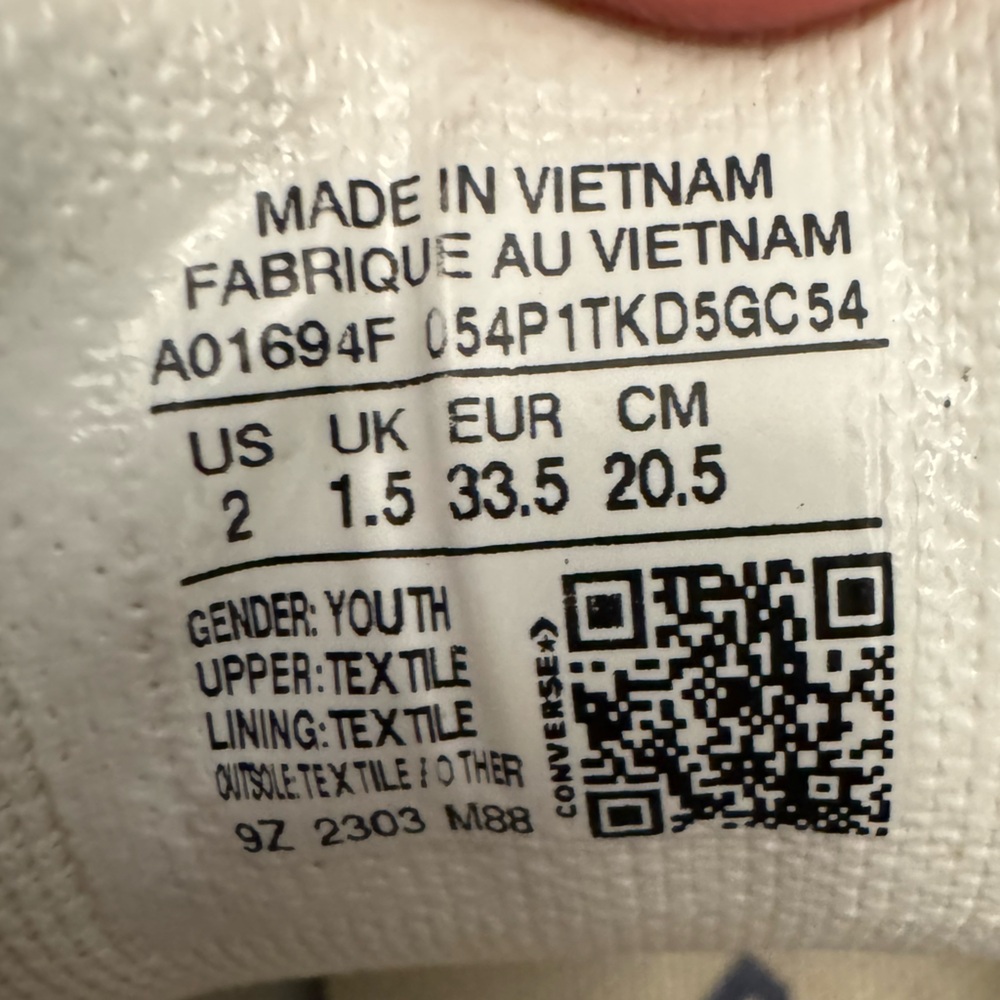 MADE IN VIETNAM
FABRIQUE AU VIETNAM
A01694F 054P1TKD5GC54
US UK EUR CM
2 1.5 33.5 20.5
GENDER: YOUTH
UPPER: TEXTILE
LINING: TEXTILE
OUTSOLE: TEXTILE / OTHER
9Z 2303 M88
CONVERSE